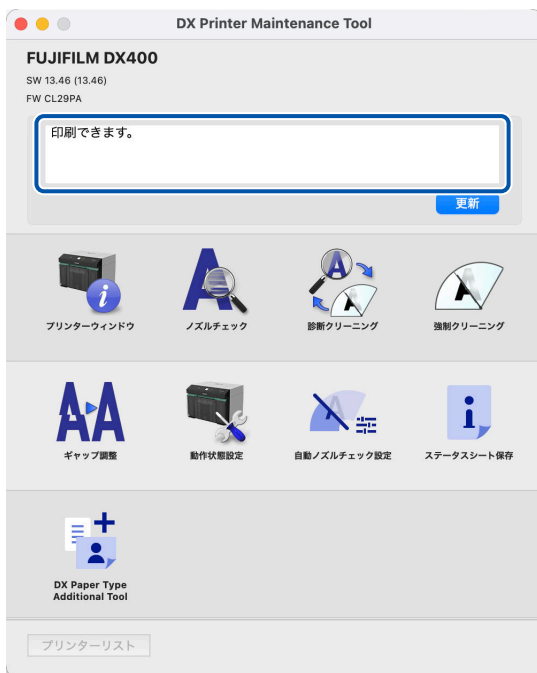 DX Printer Maintenance Tool
FUJIFILM DX400
SW 13.46 (13.46)
FW CL29PA
印刷できます。
更新
プリンターウィンドウ
ノズルチェック
診断クリーニング
強制クリーニング
ギャップ調整
動作状態設定
自動ノズルチェック設定
ステータスシート保存
DX Paper Type
Additional Tool
プリンターリスト